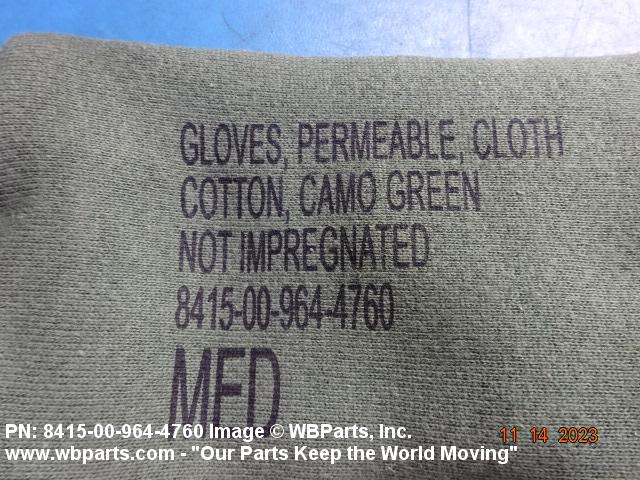 GLOVES, PERMEABLE, CLOTH
COTTON, CAMO GREEN
NOT IMPREGNATED
8415-00-964-4760
MED
PN: 8415-00-964-4760 Image © WBParts, Inc.
www.wbparts.com - "Our Parts Keep the World Moving"
11 14 2023